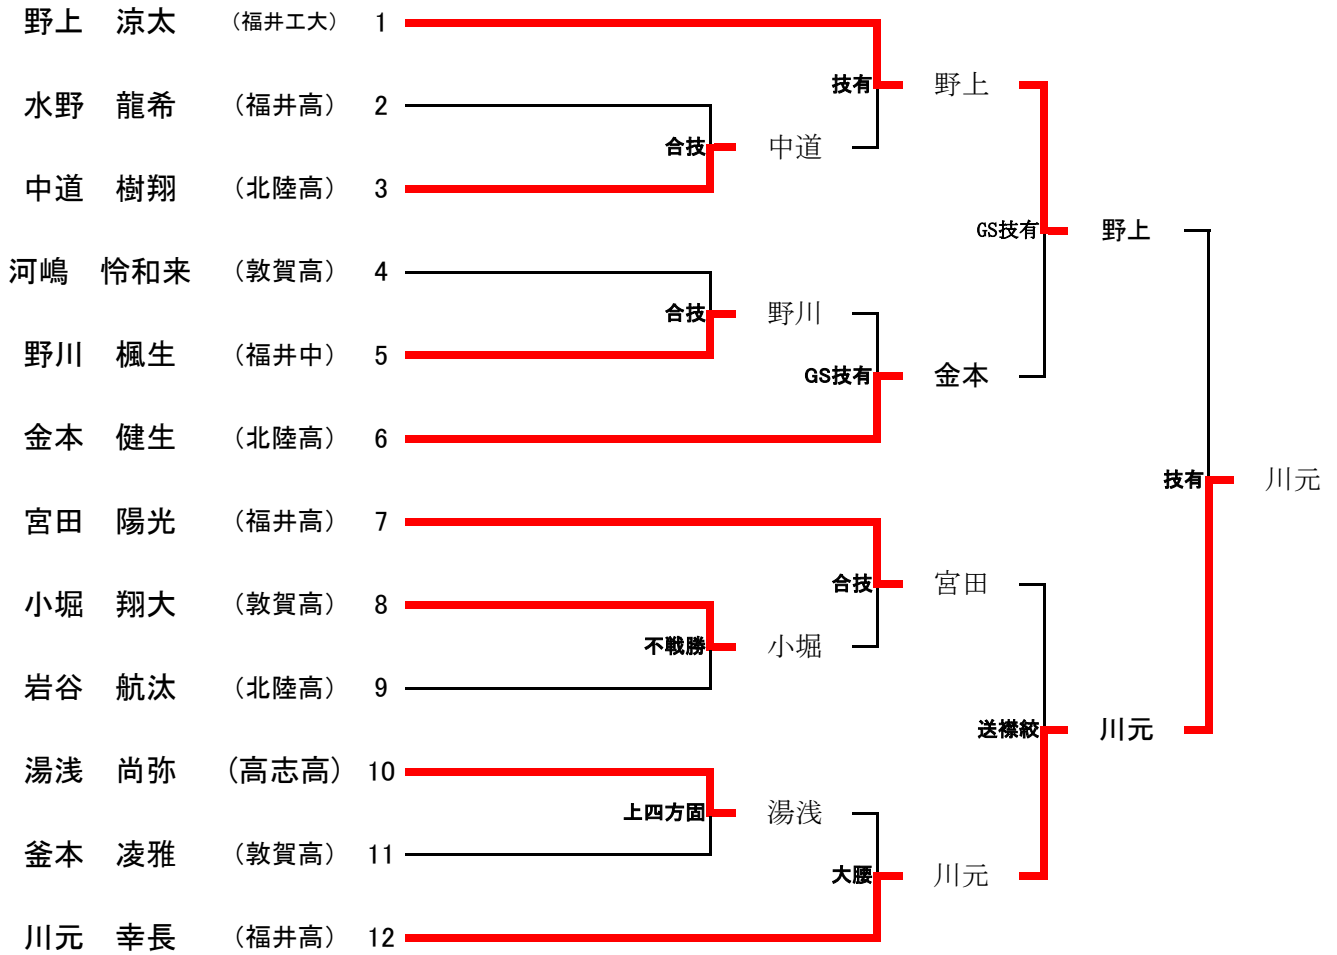 野上　涼太　（福井工大）　1
技有　野上
水野　龍希　（福井高）　2
合技　中道
中道　樹翔　（北陸高）　3
GS技有　野上
河嶋　怜和来　（敦賀高）　4
合技　野川
野川　楓生　（福井中）　5
GS技有　金本
金本　健生　（北陸高）　6
技有　川元
宮田　陽光　（福井高）　7
合技　宮田
小堀　翔大　（敦賀高）　8
不戦勝　小堀
岩谷　航汰　（北陸高）　9
送襟絞　川元
湯浅　尚弥　（高志高）　10
上四方固　湯浅
釜本　凌雅　（敦賀高）　11
大腰　川元
川元　幸長　（福井高）　12